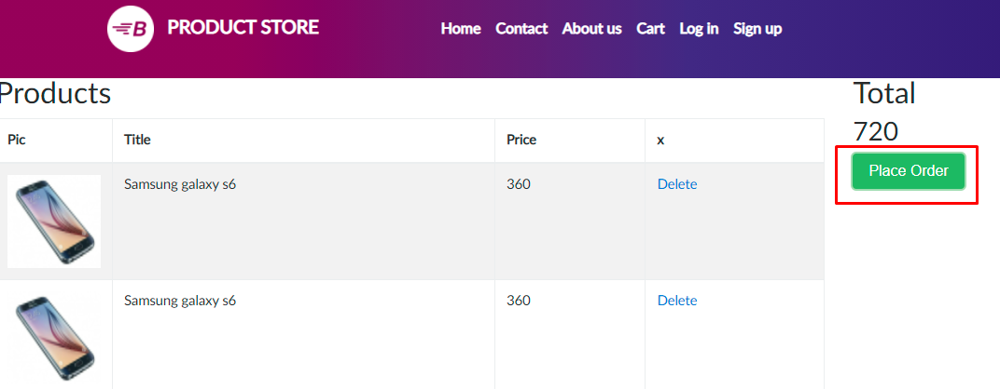 B PRODUCT STORE Home Contact About us Cart Log in Sign up
Products
Pic Title Price x
Samsung galaxy s6 360 Delete
Samsung galaxy s6 360 Delete
Total
720
Place Order